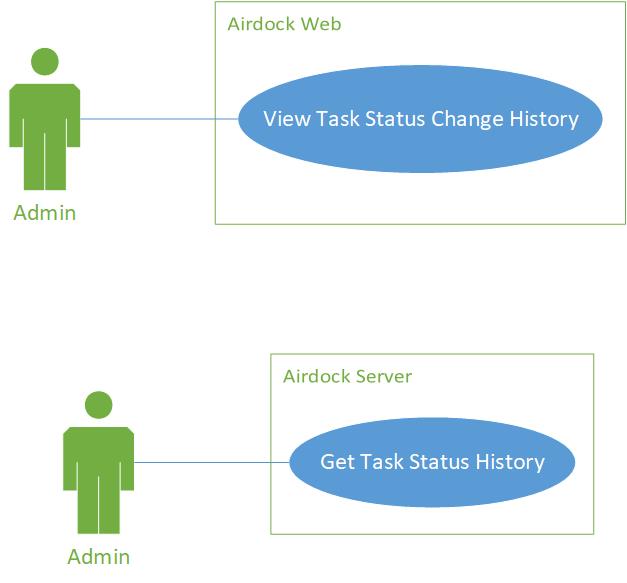 Airdock Web
View Task Status Change History
Admin
Airdock Server
Get Task Status History
Admin